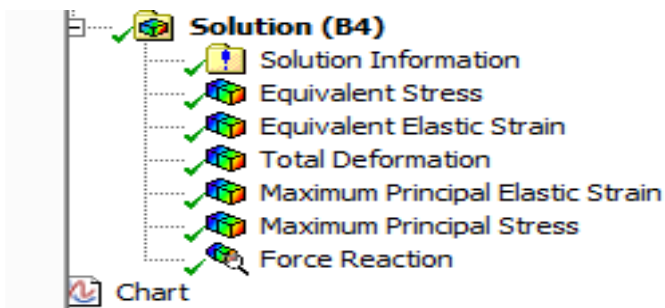 Solution (B4)
Solution Information
Equivalent Stress
Equivalent Elastic Strain
Total Deformation
Maximum Principal Elastic Strain
Maximum Principal Stress
Force Reaction
Chart